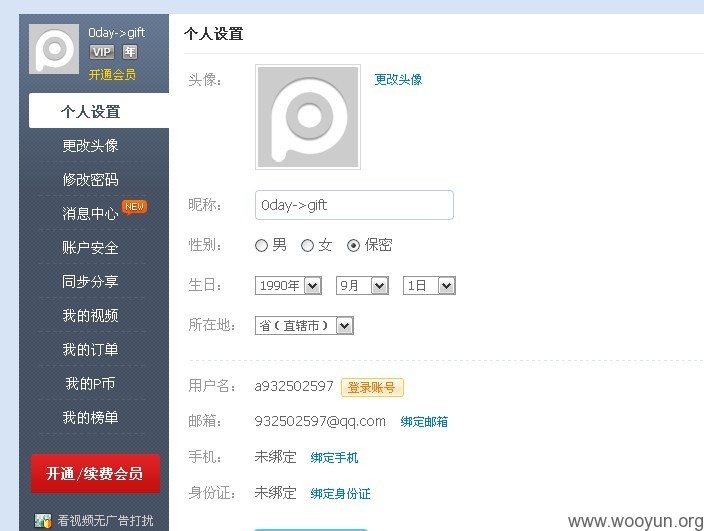 0day->gift
VIP 年
开通会员
个人设置
更改头像
修改密码
消息中心 NEW
账户安全
同步分享
我的视频
我的订单
我的P币
我的榜单
开通/续费会员
看视频无广告打扰
个人设置
头像： 更改头像
昵称： 0day->gift
性别： 男 女 保密
生日： 1990年 9月 1日
所在地： 省（直辖市）
用户名： a932502597 登录账号
邮箱： 932502597@qq.com 绑定邮箱
手机： 未绑定 绑定手机
身份证： 未绑定 绑定身份证
www.wooyun.org